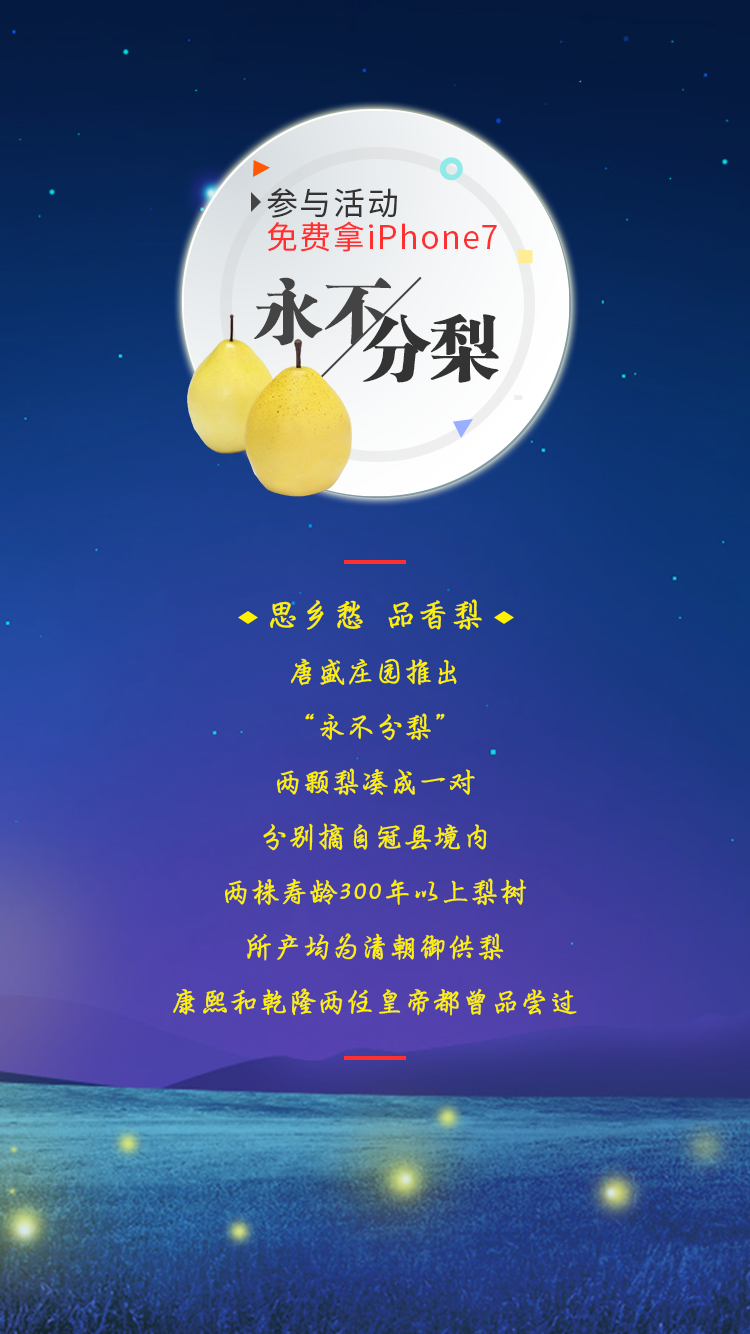 参与活动
免费拿iPhone7
永不分梨
思乡愁 品香梨
唐盛庄园推出
“永不分梨”
两颗梨凑成一对
分别摘自冠县境内
两株寿龄300年以上梨树
所产均为清朝御供梨
康熙和乾隆两任皇帝都曾品尝过